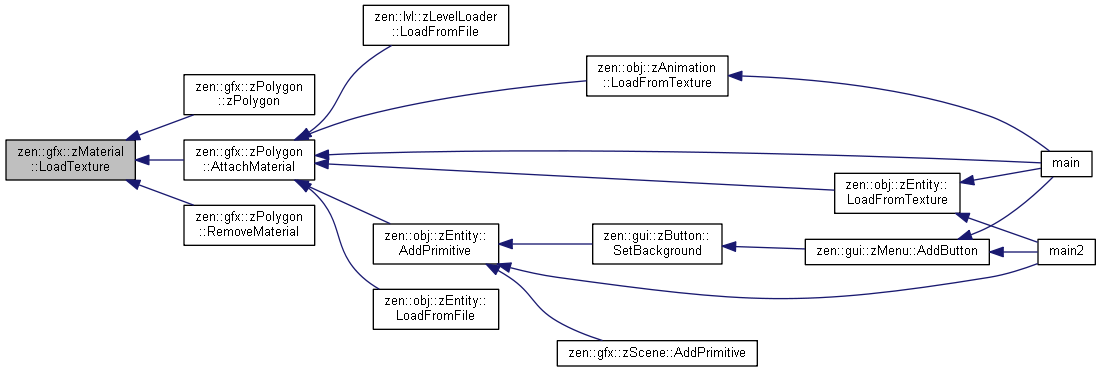 zen::lvl::zLevelLoader
::LoadFromFile
zen::obj::zAnimation
::LoadFromTexture
zen::gfx::zPolygon
::zPolygon
zen::gfx::zMaterial
::LoadTexture
zen::gfx::zPolygon
::AttachMaterial
main
zen::obj::zEntity::
LoadFromTexture
zen::gfx::zPolygon
::RemoveMaterial
zen::obj::zEntity::
AddPrimitive
zen::gui::zButton::
SetBackground
zen::gui::zMenu::AddButton
main2
zen::obj::zEntity::
LoadFromFile
zen::gfx::zScene::AddPrimitive